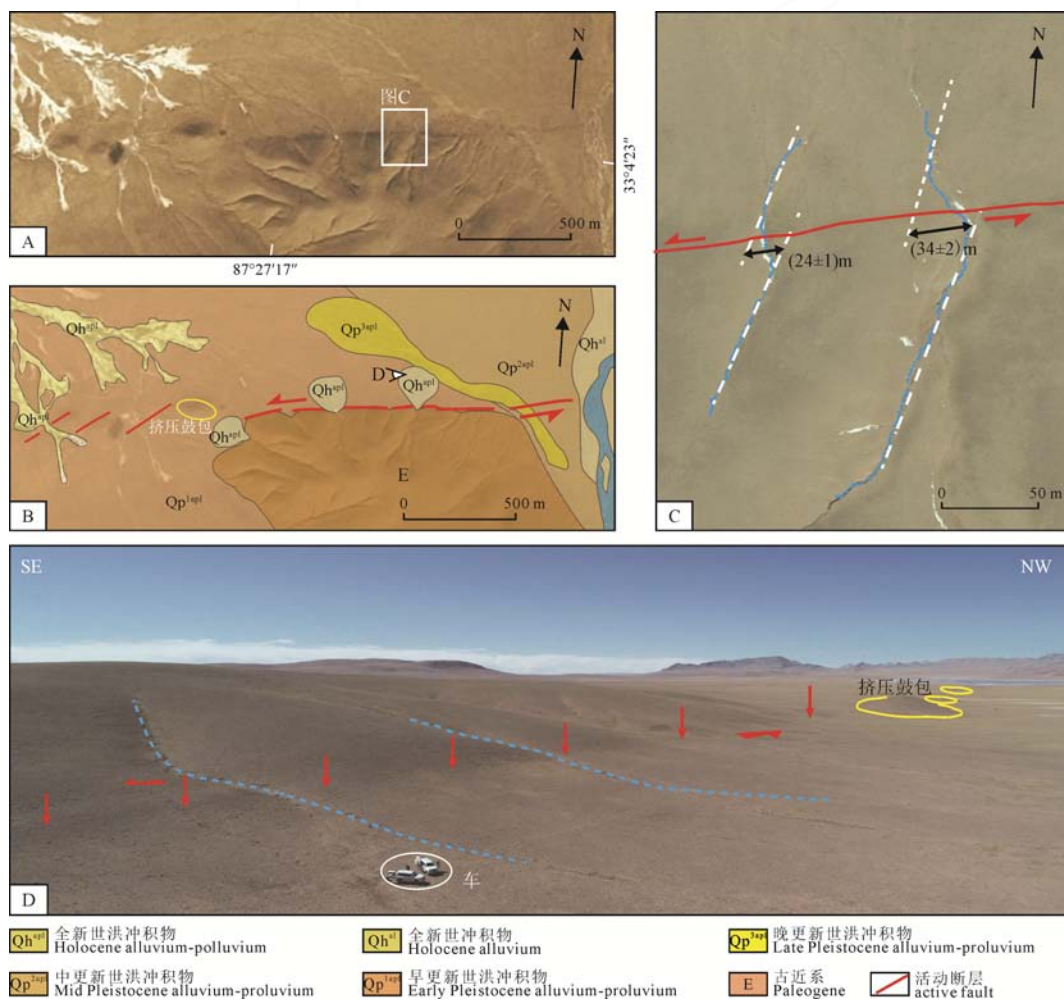 N
图C
33°4′23″
0 500 m
A
87°27′17″
N
Qh^apl
Qp^3apl
Qp^2apl
Qh^al
D
Qh^apl
Qh^apl
Qh^apl
挤压鼓包
Qh^apl
Qp^1apl
E
0 500 m
B
N
(24±1)m
(34±2)m
0 50 m
C
SE
NW
挤压鼓包
车
D
Qh^apl 全新世洪冲积物
Holocene alluvium-polluvium
Qh^al 全新世冲积物
Holocene alluvium
Qp^3apl 晚更新世洪冲积物
Late Pleistocene alluvium-proluvium
Qp^2apl 中更新世洪冲积物
Mid Pleistocene alluvium-proluvium
Qp^1apl 早更新世洪冲积物
Early Pleistocene alluvium-proluvium
E 古近系
Paleogene
活动断层
active fault